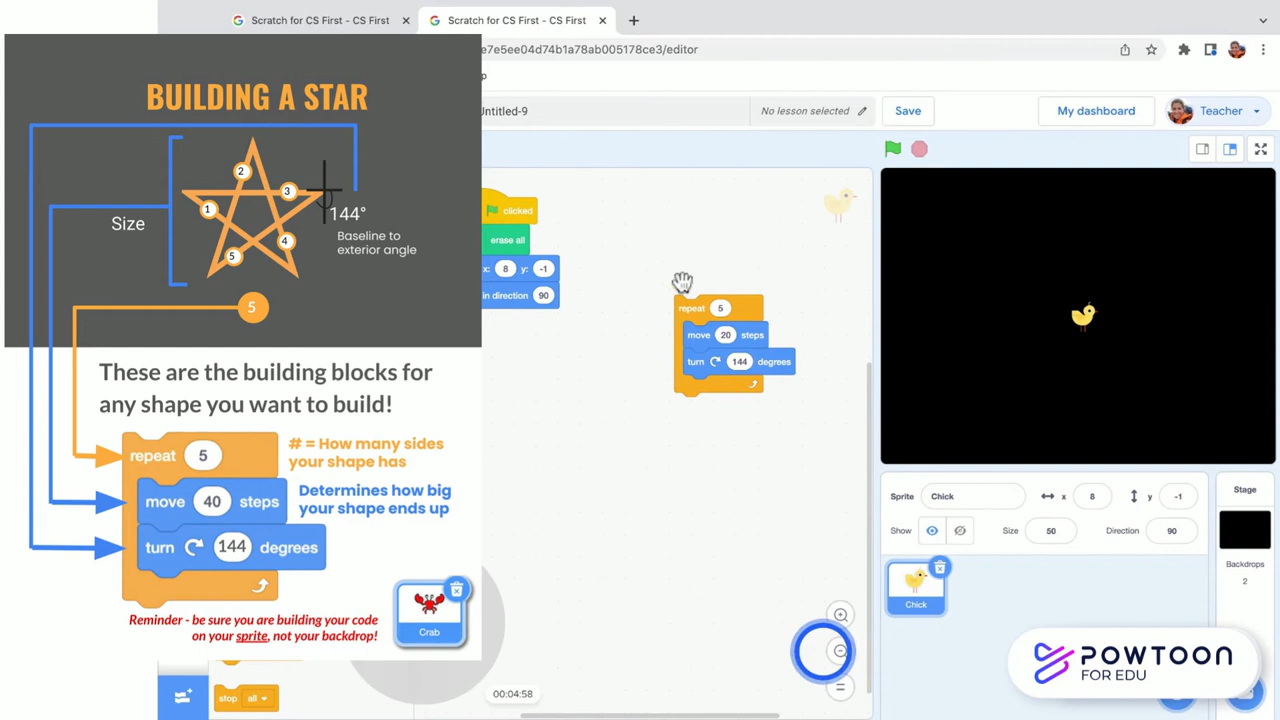 Scratch for CS First - CS First
Scratch for CS First - CS First
e7e5ee04d74b1a78ab005178ce3/editor
p
Untitled-9
No lesson selected
Save
My dashboard
Teacher
BUILDING A STAR
2
3
1
4
5
Size
144°
Baseline to
exterior angle
5
These are the building blocks for
any shape you want to build!
repeat 5
# = How many sides
your shape has
move 40 steps
Determines how big
your shape ends up
turn 144 degrees
Reminder - be sure you are building your code
on your sprite, not your backdrop!
Crab
clicked
erase all
x: 8 y: -1
in direction 90
repeat 5
move 20 steps
turn 144 degrees
Sprite Chick x 8 y -1
Show Size 50 Direction 90
Chick
Stage
Backdrops
2
stop all
00:04:58
POWTOON
FOR EDU